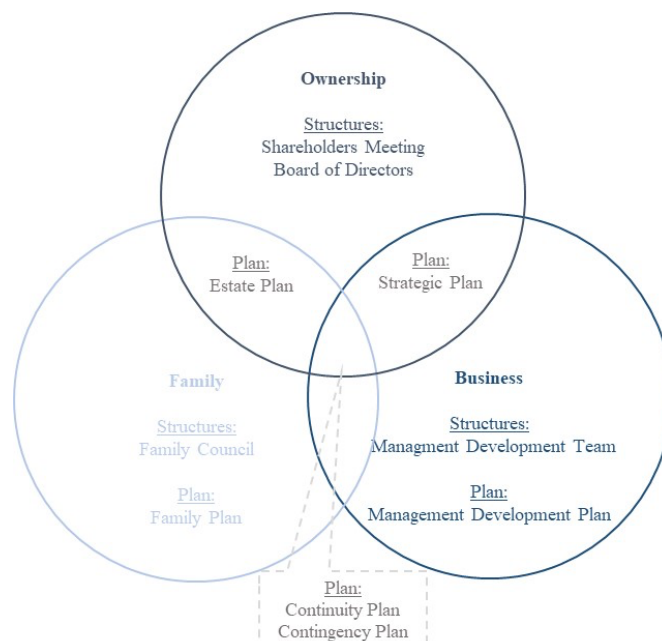 Ownership
Structures:
Shareholders Meeting
Board of Directors
Plan:
Estate Plan
Plan:
Strategic Plan
Family
Structures:
Family Council
Plan:
Family Plan
Business
Structures:
Managment Development Team
Plan:
Management Development Plan
Plan:
Continuity Plan
Contingency Plan